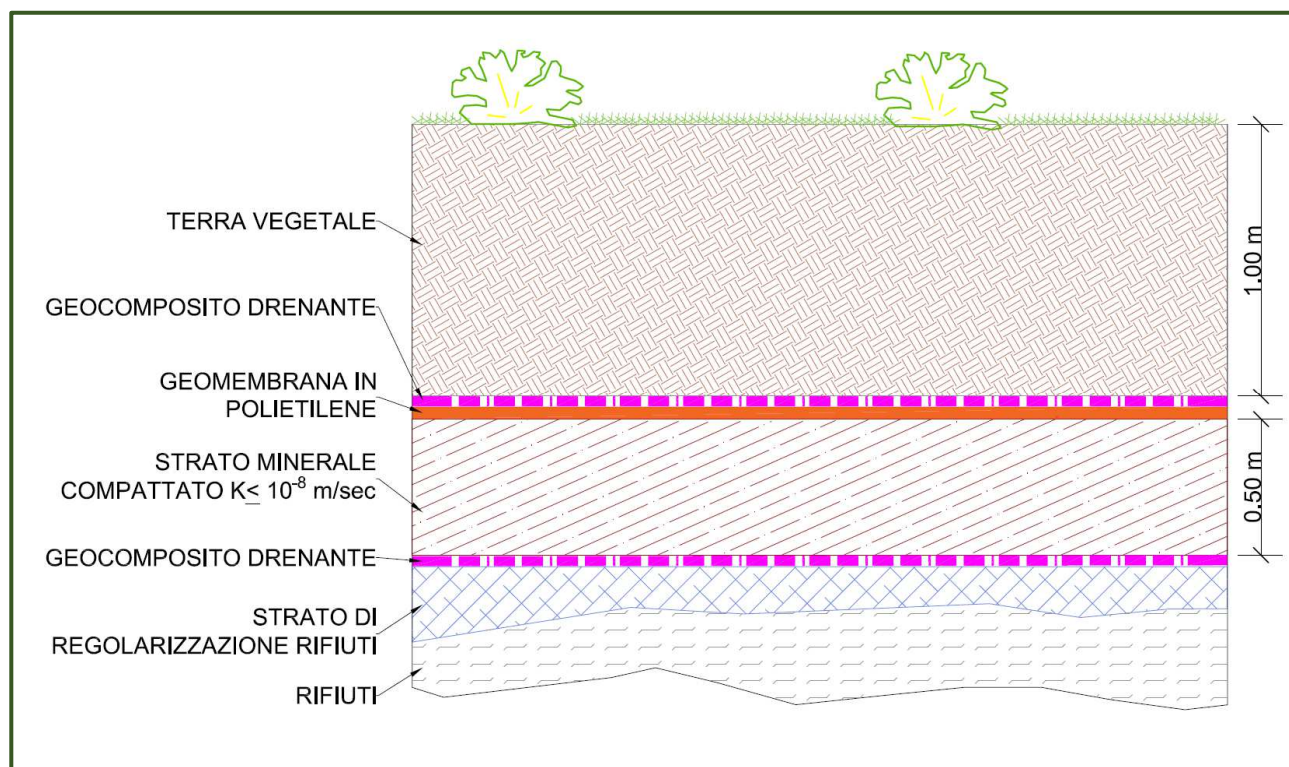 TERRA VEGETALE
GEOCOMPOSITO DRENANTE
GEOMEMBRANA IN
POLIETILENE
STRATO MINERALE
COMPATTATO K≤ 10⁻⁸ m/sec
GEOCOMPOSITO DRENANTE
STRATO DI
REGOLARIZZAZIONE RIFIUTI
RIFIUTI
1.00 m
0.50 m